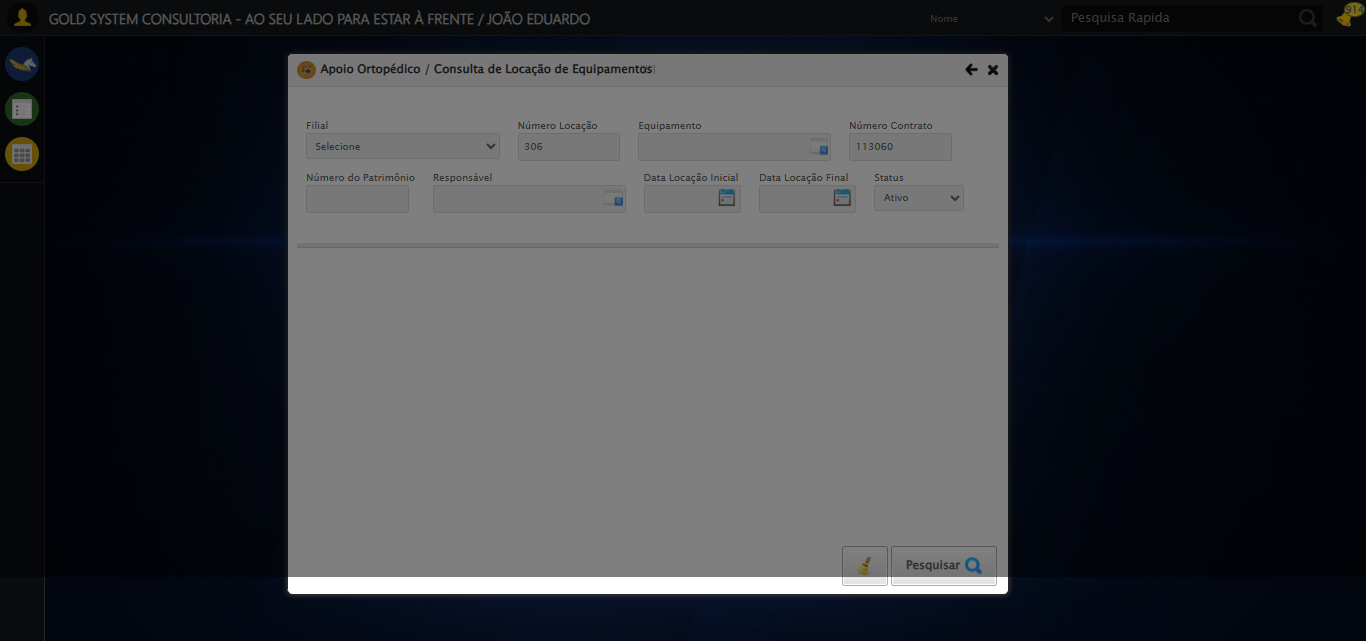 GOLD SYSTEM CONSULTORIA - AO SEU LADO PARA ESTAR À FRENTE / JOÃO EDUARDO
Nome
Pesquisa Rapida
914
Apoio Ortopédico / Consulta de Locação de Equipamentos
Filial
Número Locação
Equipamento
Número Contrato
Selecione
306
113060
Número do Patrimônio
Responsável
Data Locação Inicial
Data Locação Final
Status
Ativo
Pesquisar